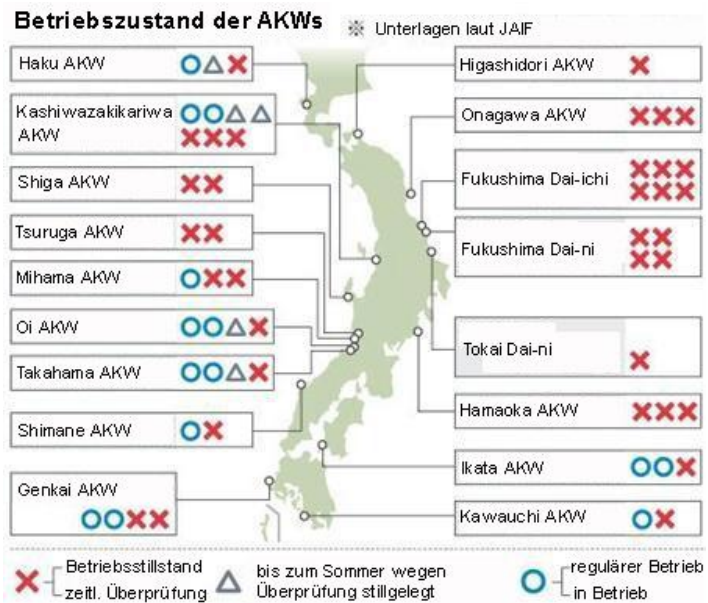 Betriebszustand der AKWs
※ Unterlagen laut JAIF
Haku AKW
Kashiwazakikariwa
AKW
Shiga AKW
Tsuruga AKW
Mihama AKW
Oi AKW
Takahama AKW
Shimane AKW
Genkai AKW
Higashidori AKW
Onagawa AKW
Fukushima Dai-ichi
Fukushima Dai-ni
Tokai Dai-ni
Hamaoka AKW
Ikata AKW
Kawauchi AKW
Betriebsstillstand
zeitl. Überprüfung
bis zum Sommer wegen
Überprüfung stillgelegt
regulärer Betrieb
in Betrieb